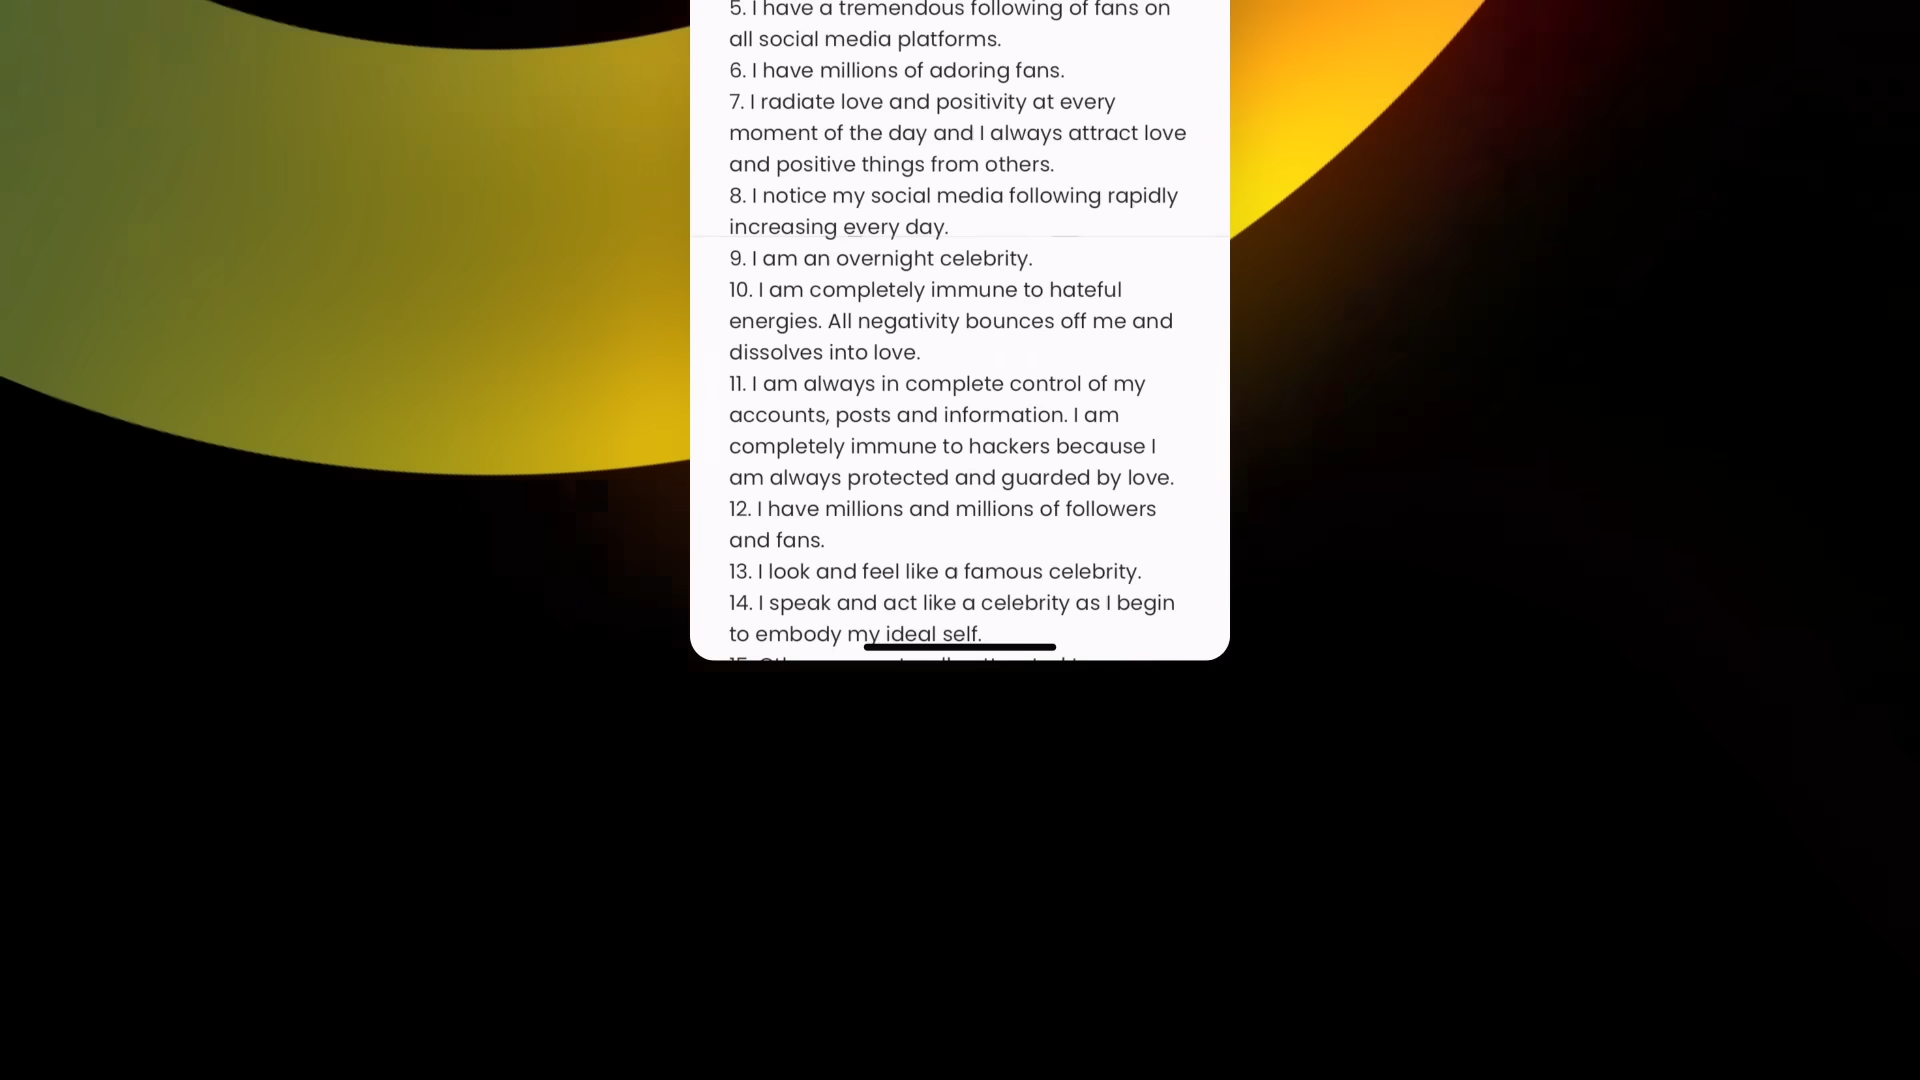 5. I have a tremendous following of fans on
all social media platforms.
6. I have millions of adoring fans.
7. I radiate love and positivity at every
moment of the day and I always attract love
and positive things from others.
8. I notice my social media following rapidly
increasing every day.
9. I am an overnight celebrity.
10. I am completely immune to hateful
energies. All negativity bounces off me and
dissolves into love.
11. I am always in complete control of my
accounts, posts and information. I am
completely immune to hackers because I
am always protected and guarded by love.
12. I have millions and millions of followers
and fans.
13. I look and feel like a famous celebrity.
14. I speak and act like a celebrity as I begin
to embody my ideal self.